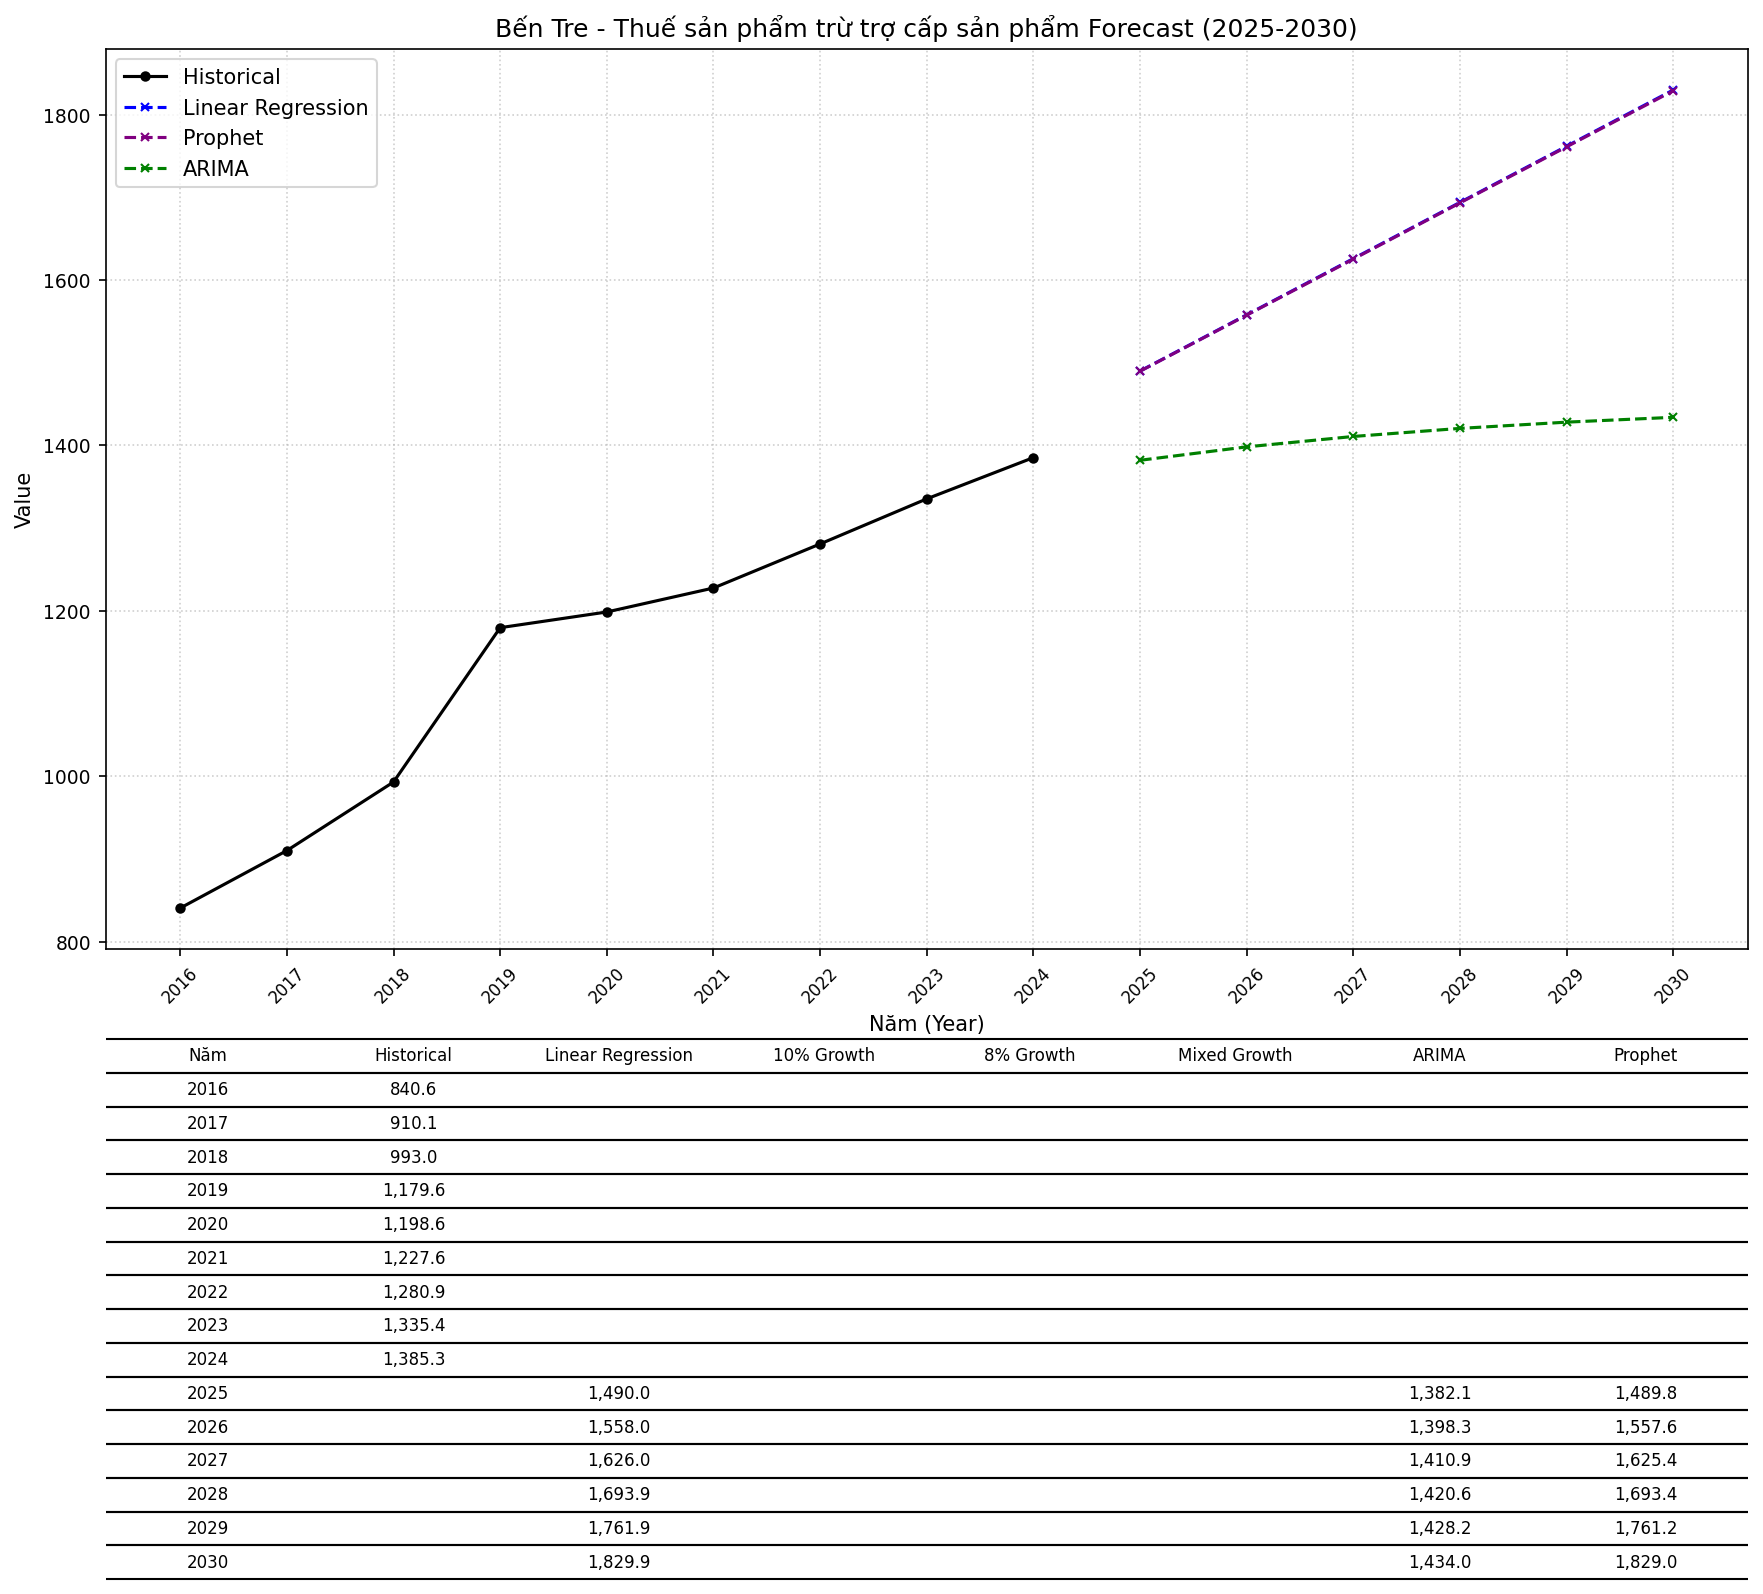 Bến Tre - Thuế sản phẩm trừ trợ cấp sản phẩm Forecast (2025-2030)
Historical
Linear Regression
Prophet
ARIMA
Value
1800
1600
1400
1200
1000
800
2016 2017 2018 2019 2020 2021 2022 2023 2024 2025 2026 2027 2028 2029 2030
Năm (Year)
Năm Historical Linear Regression 10% Growth 8% Growth Mixed Growth ARIMA Prophet
2016 840.6
2017 910.1
2018 993.0
2019 1,179.6
2020 1,198.6
2021 1,227.6
2022 1,280.9
2023 1,335.4
2024 1,385.3
2025 1,490.0 1,382.1 1,489.8
2026 1,558.0 1,398.3 1,557.6
2027 1,626.0 1,410.9 1,625.4
2028 1,693.9 1,420.6 1,693.4
2029 1,761.9 1,428.2 1,761.2
2030 1,829.9 1,434.0 1,829.0